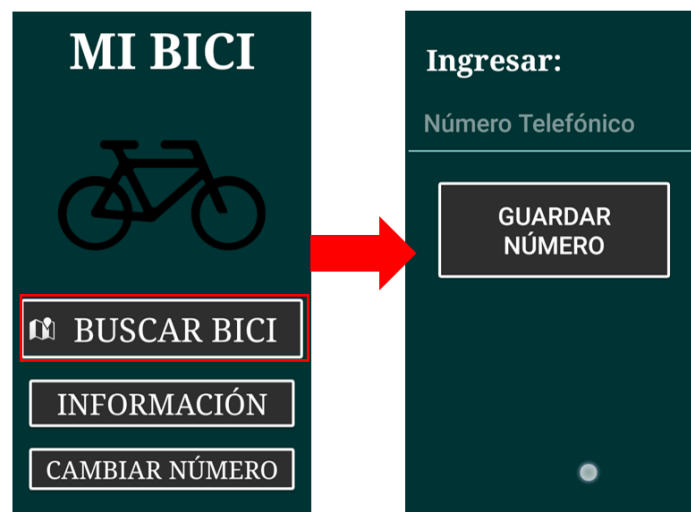 MI BICI
BUSCAR BICI
INFORMACIÓN
CAMBIAR NÚMERO
Ingresar:
Número Telefónico
GUARDAR
NÚMERO